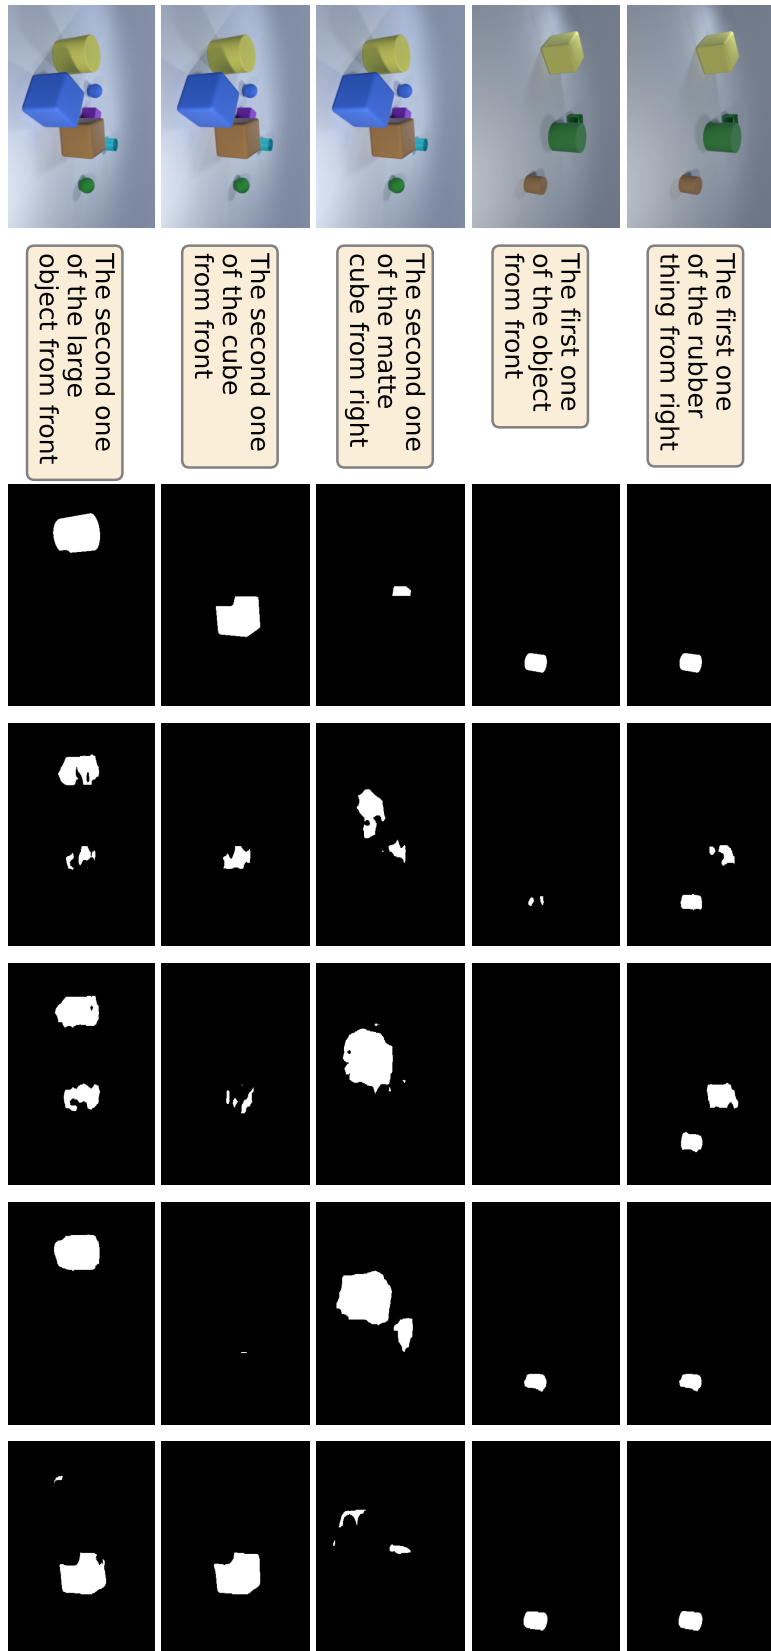 The first one
of the rubber
thing from right
The first one
of the object
from front
The second one
of the matte
cube from right
The second one
of the cube
from front
The second one
of the large
object from front